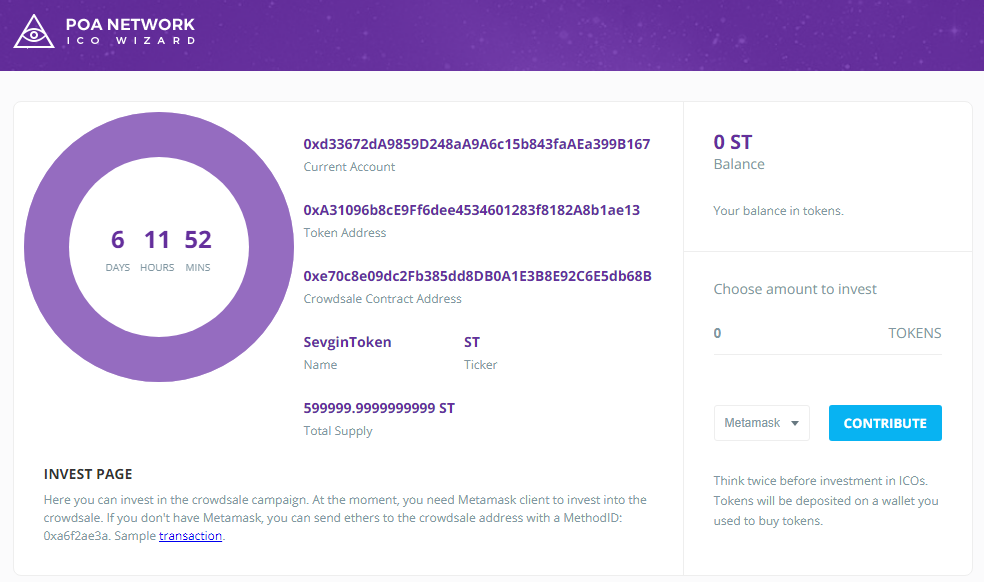 POA NETWORK
ICO WIZARD
6 11 52
DAYS HOURS MINS
0xd33672dA9859D248aA9A6c15b843faAEa399B167
Current Account
0xA31096b8cE9Ff6dee4534601283f8182A8b1ae13
Token Address
0xe70c8e09dc2Fb385dd8DB0A1E3B8E92C6E5db68B
Crowdsale Contract Address
SevginToken ST
Name Ticker
599999.9999999999 ST
Total Supply
INVEST PAGE
Here you can invest in the crowdsale campaign. At the moment, you need Metamask client to invest into the
crowdsale. If you don't have Metamask, you can send ethers to the crowdsale address with a MethodID:
0xa6f2ae3a. Sample transaction.
0 ST
Balance
Your balance in tokens.
Choose amount to invest
0 TOKENS
Metamask CONTRIBUTE
Think twice before investment in ICOs.
Tokens will be deposited on a wallet you
used to buy tokens.